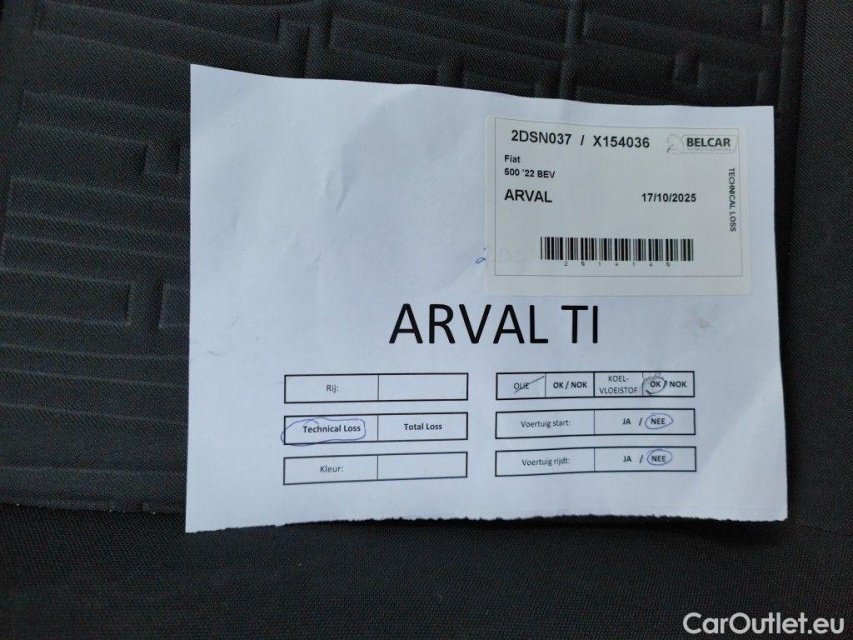 2DSN037 / X154036 BELCAR
Fiat
500 '22 BEV
ARVAL 17/10/2025
TECHNICAL LOSS
2914145
ARVAL TI
Rij:
Technical Loss Total Loss
Kleur:
OLIE OK / NOK KOEL-
VLOEISTOF OK / NOK
Voertuig start: JA / NEE
Voertuig rijdt: JA / NEE
CarOutlet.eu